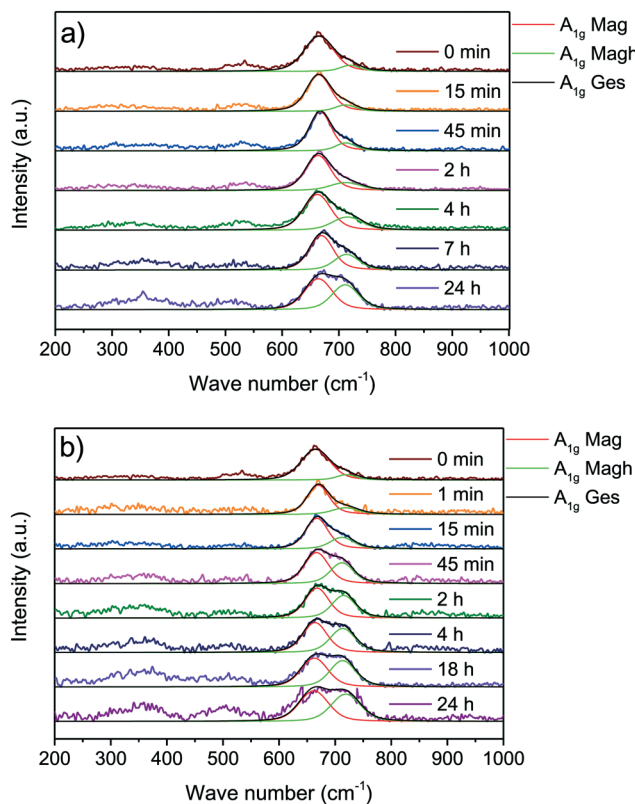 a)
A1g Mag
A1g Magh
A1g Ges
0 min
15 min
45 min
2 h
4 h
7 h
24 h
Intensity (a.u.)
200 300 400 500 600 700 800 900 1000
Wave number (cm-1)
b)
A1g Mag
A1g Magh
A1g Ges
0 min
1 min
15 min
45 min
2 h
4 h
18 h
24 h
Intensity (a.u.)
200 300 400 500 600 700 800 900 1000
Wave number (cm-1)